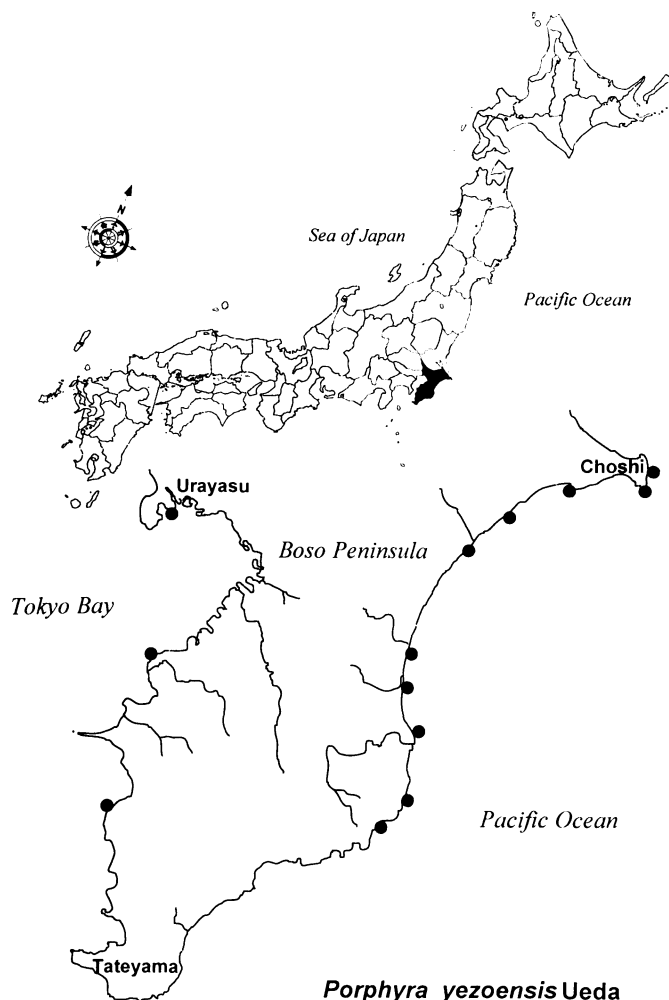 N
Sea of Japan
Pacific Ocean
Choshi
Urayasu
Boso Peninsula
Tokyo Bay
Pacific Ocean
Tateyama
Porphyra yezoensis Ueda